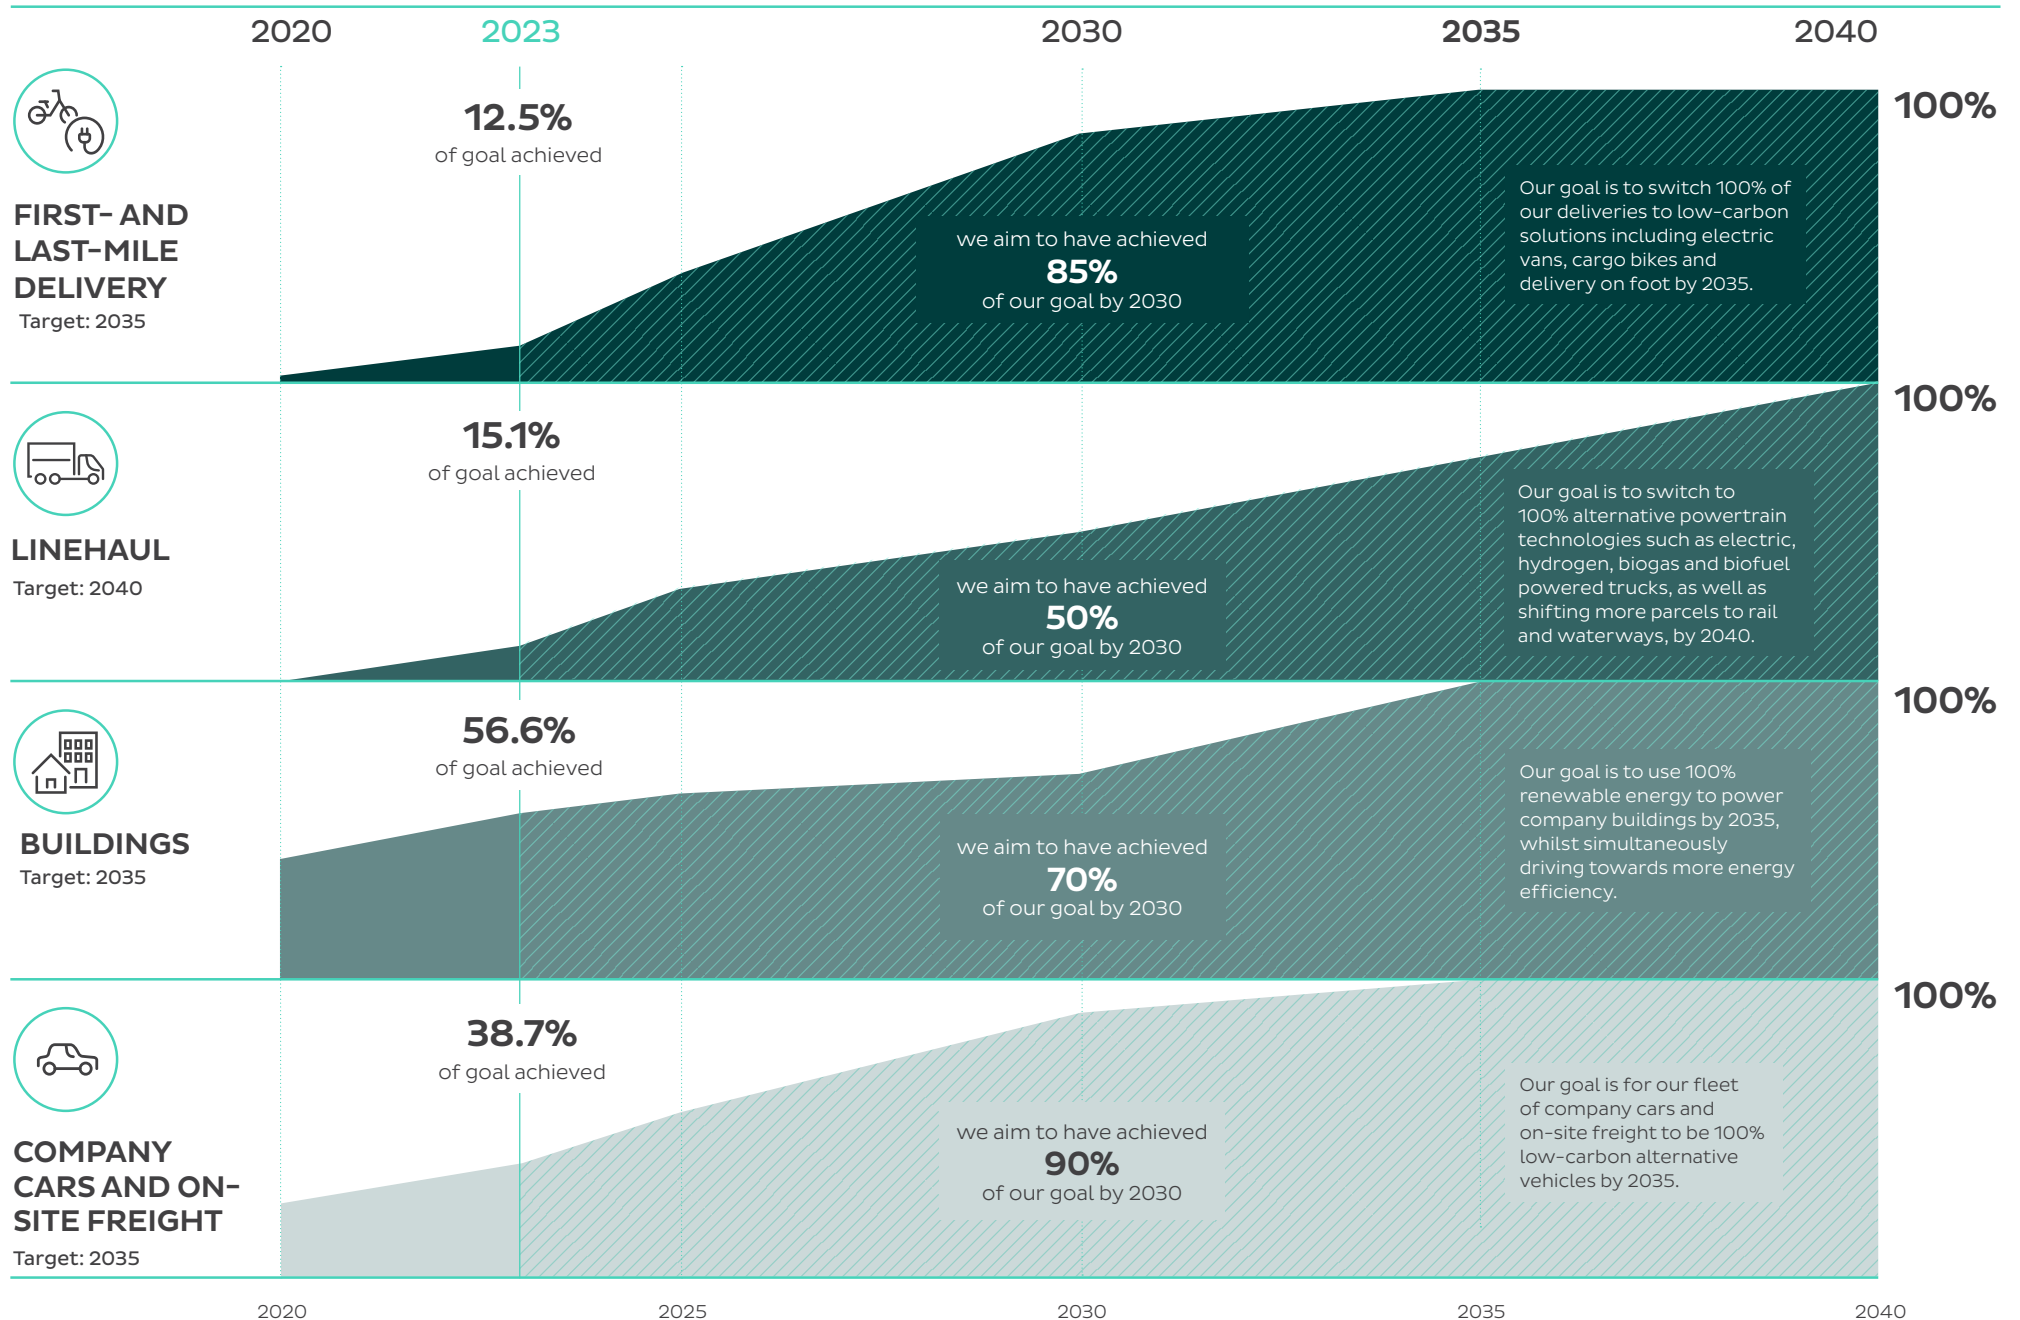 2020 2023 2030 2035 2040
FIRST- AND
LAST-MILE
DELIVERY
Target: 2035
12.5%
of goal achieved
we aim to have achieved
85%
of our goal by 2030
Our goal is to switch 100% of
our deliveries to low-carbon
solutions including electric
vans, cargo bikes and
delivery on foot by 2035.
100%
LINEHAUL
Target: 2040
15.1%
of goal achieved
we aim to have achieved
50%
of our goal by 2030
Our goal is to switch to
100% alternative powertrain
technologies such as electric,
hydrogen, biogas and biofuel
powered trucks, as well as
shifting more parcels to rail
and waterways, by 2040.
100%
BUILDINGS
Target: 2035
56.6%
of goal achieved
we aim to have achieved
70%
of our goal by 2030
Our goal is to use 100%
renewable energy to power
company buildings by 2035,
whilst simultaneously
driving towards more energy
efficiency.
100%
COMPANY
CARS AND ON-
SITE FREIGHT
Target: 2035
38.7%
of goal achieved
we aim to have achieved
90%
of our goal by 2030
Our goal is for our fleet
of company cars and
on-site freight to be 100%
low-carbon alternative
vehicles by 2035.
100%
2020 2025 2030 2035 2040